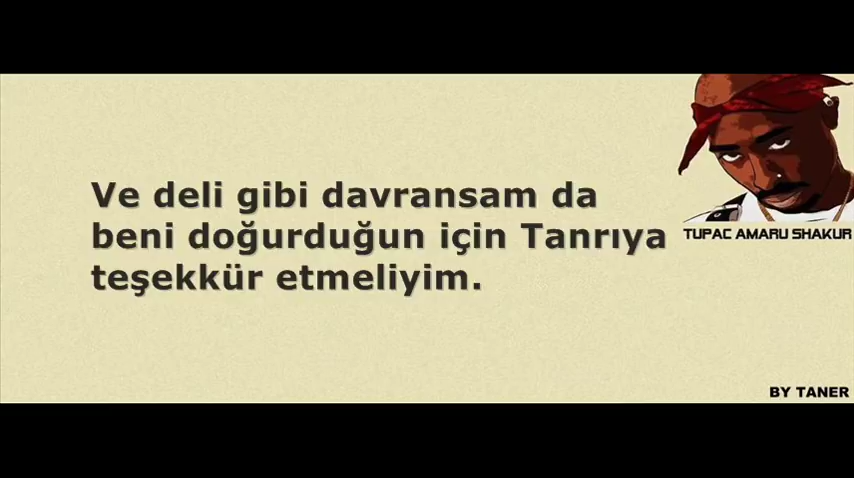 Ve deli gibi davransam da
beni doğurduğun için Tanrıya
teşekkür etmeliyim.
TUPAC AMARU SHAKUR
BY TANER